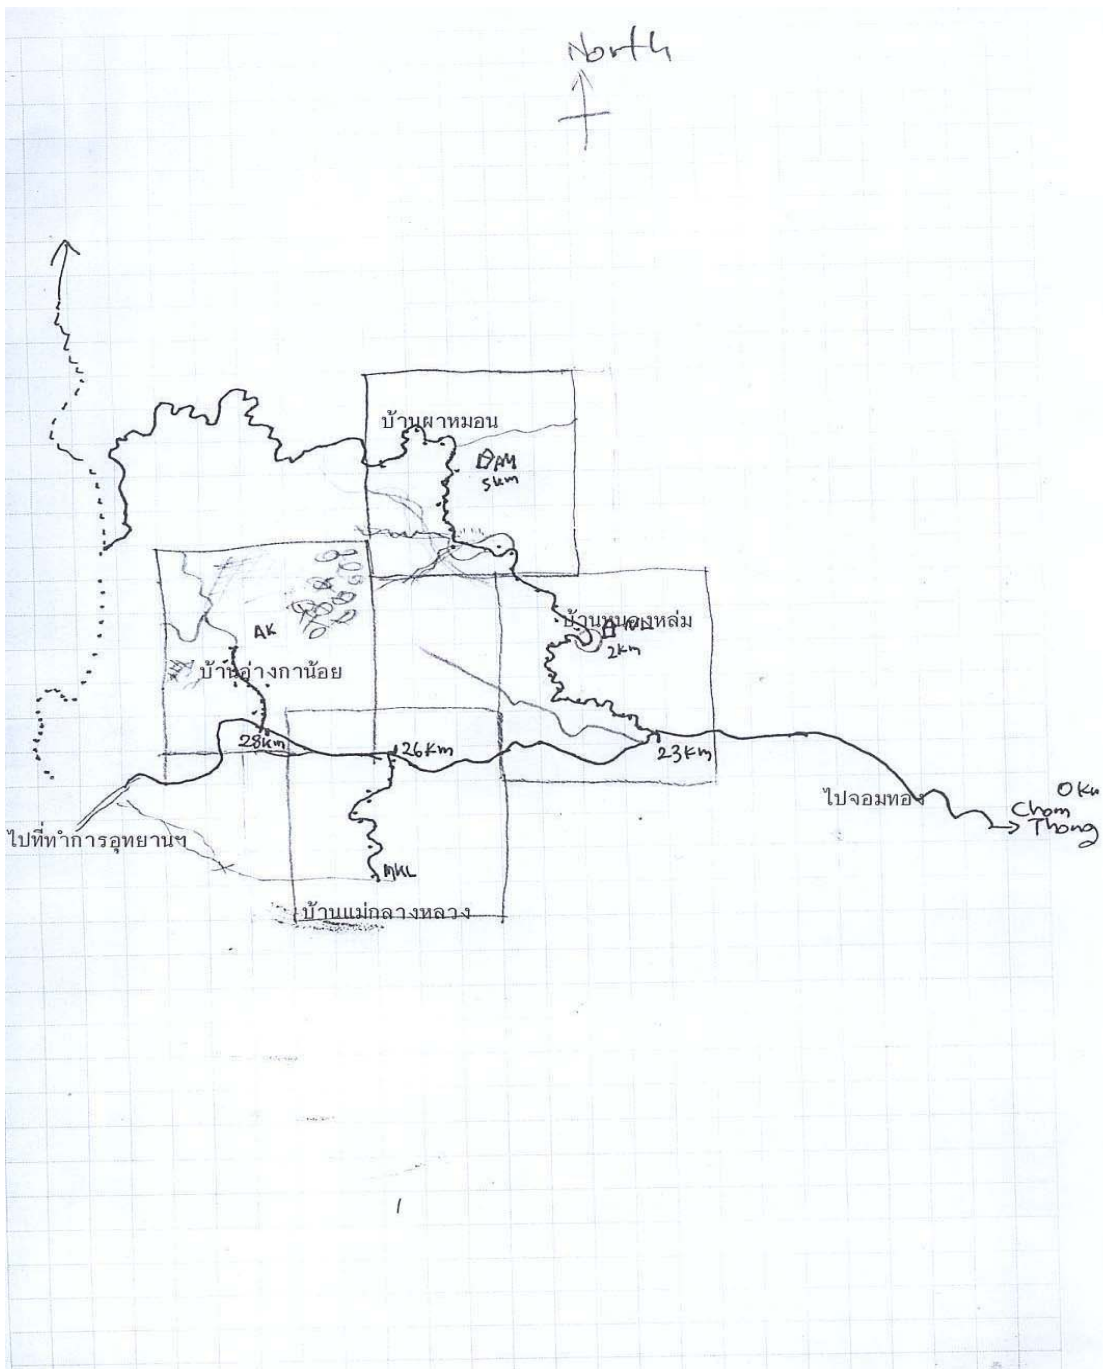 North
บ้านผาหมอน
PM
5km
บ้านหนองหล่ม
NL
2km
AK
บ้านอ่างกาน้อย
28km
26km
23km
ไปจอมทอง
0km
Chom
Thong
ไปที่ทำการอุทยานฯ
MKL
บ้านแม่กลางหลวง